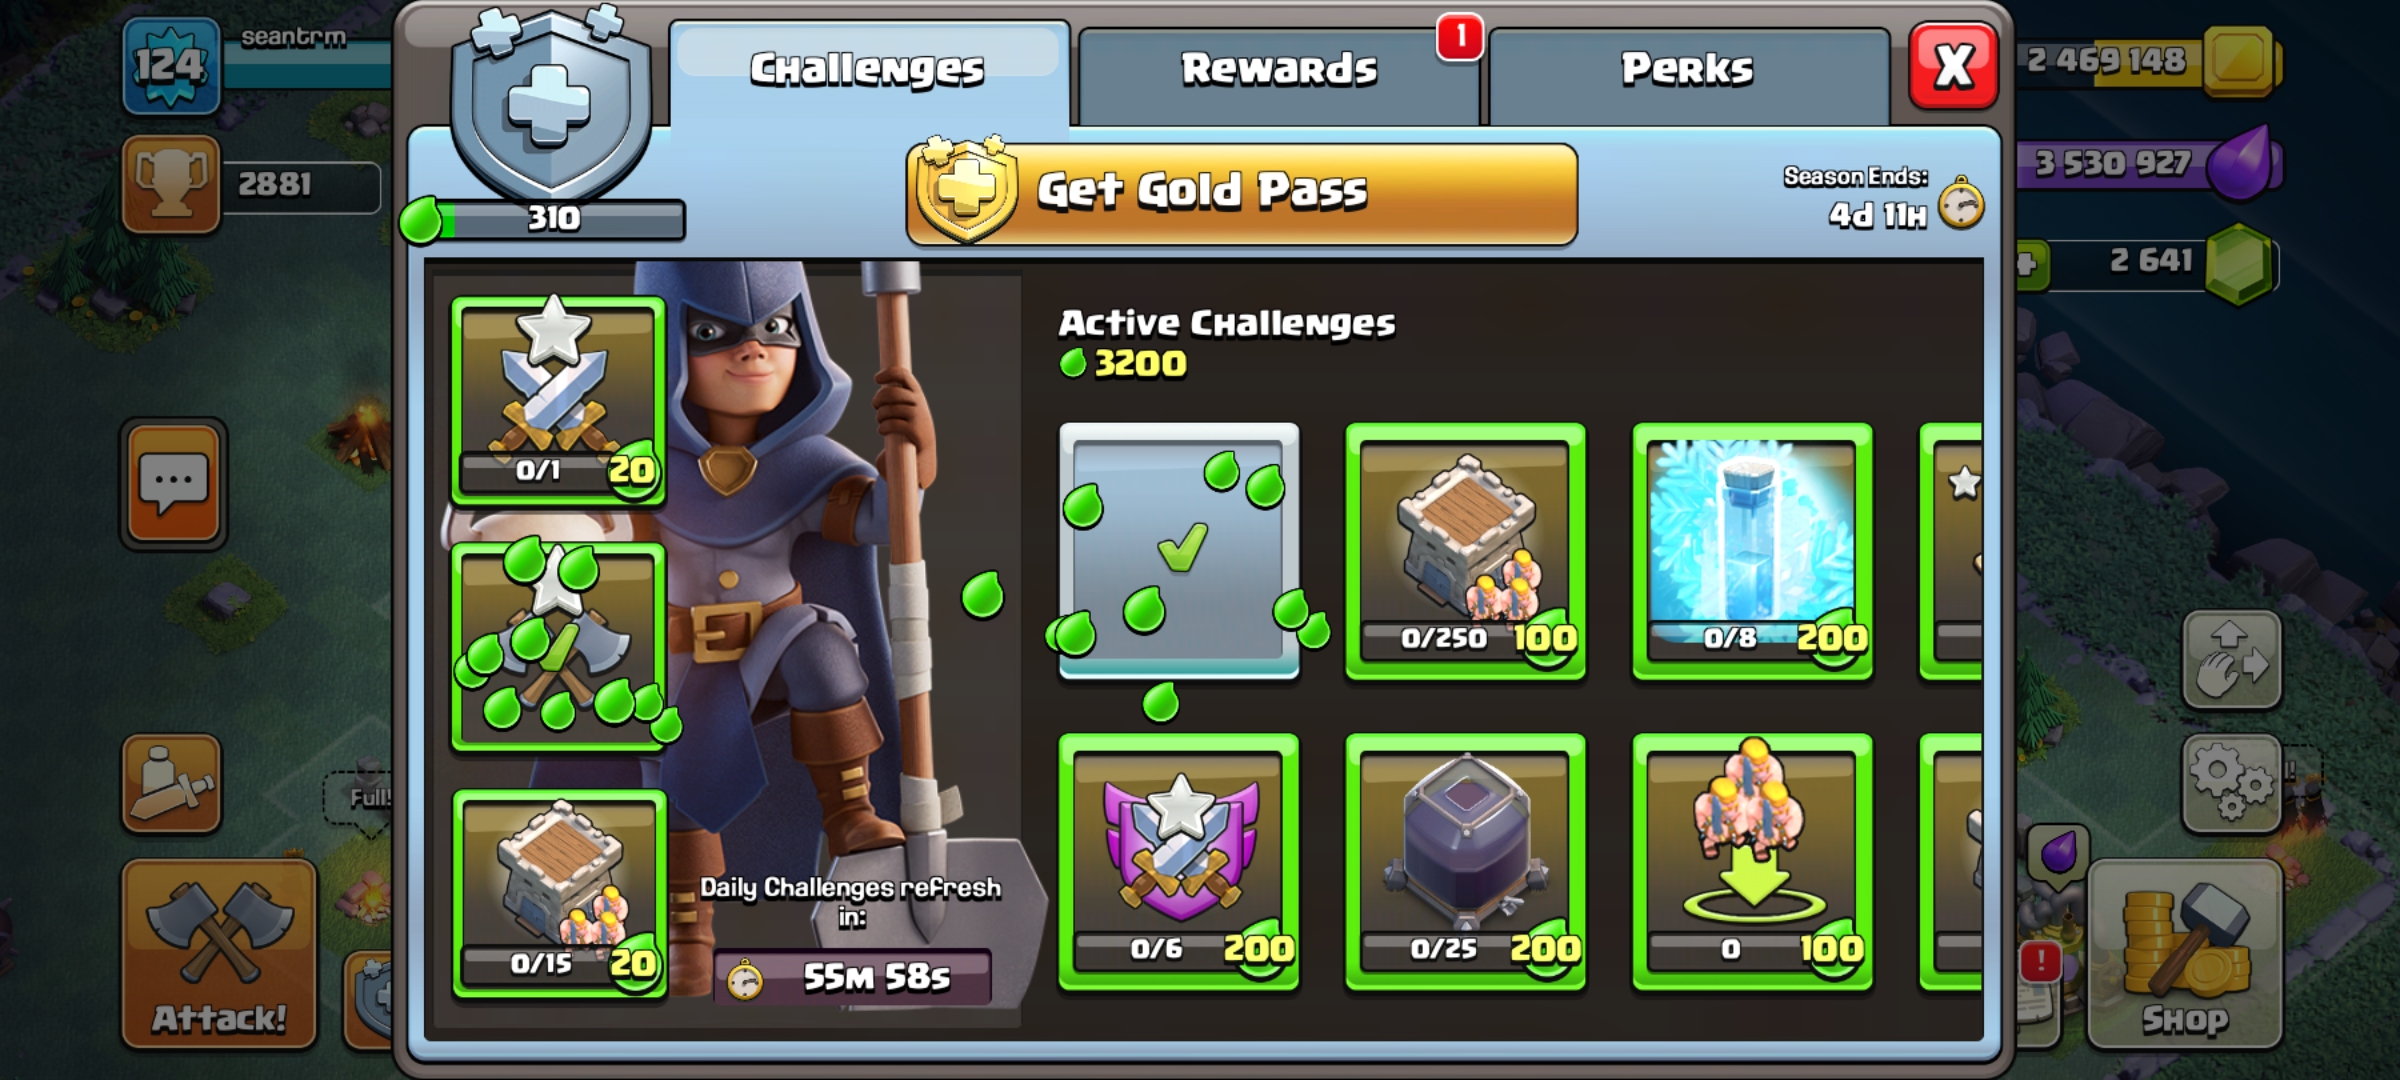 124
seantrm
2881
Challenges
Rewards
1
Perks
X
2 469 148
3 530 927
2 641
310
Get Gold Pass
Season Ends:
4d 11H
Active Challenges
3200
0/1
20
0/250
100
0/8
200
0/15
20
Daily Challenges refresh
in:
55M 58s
0/6
200
0/25
200
0
100
Full!
Attack!
!
Shop